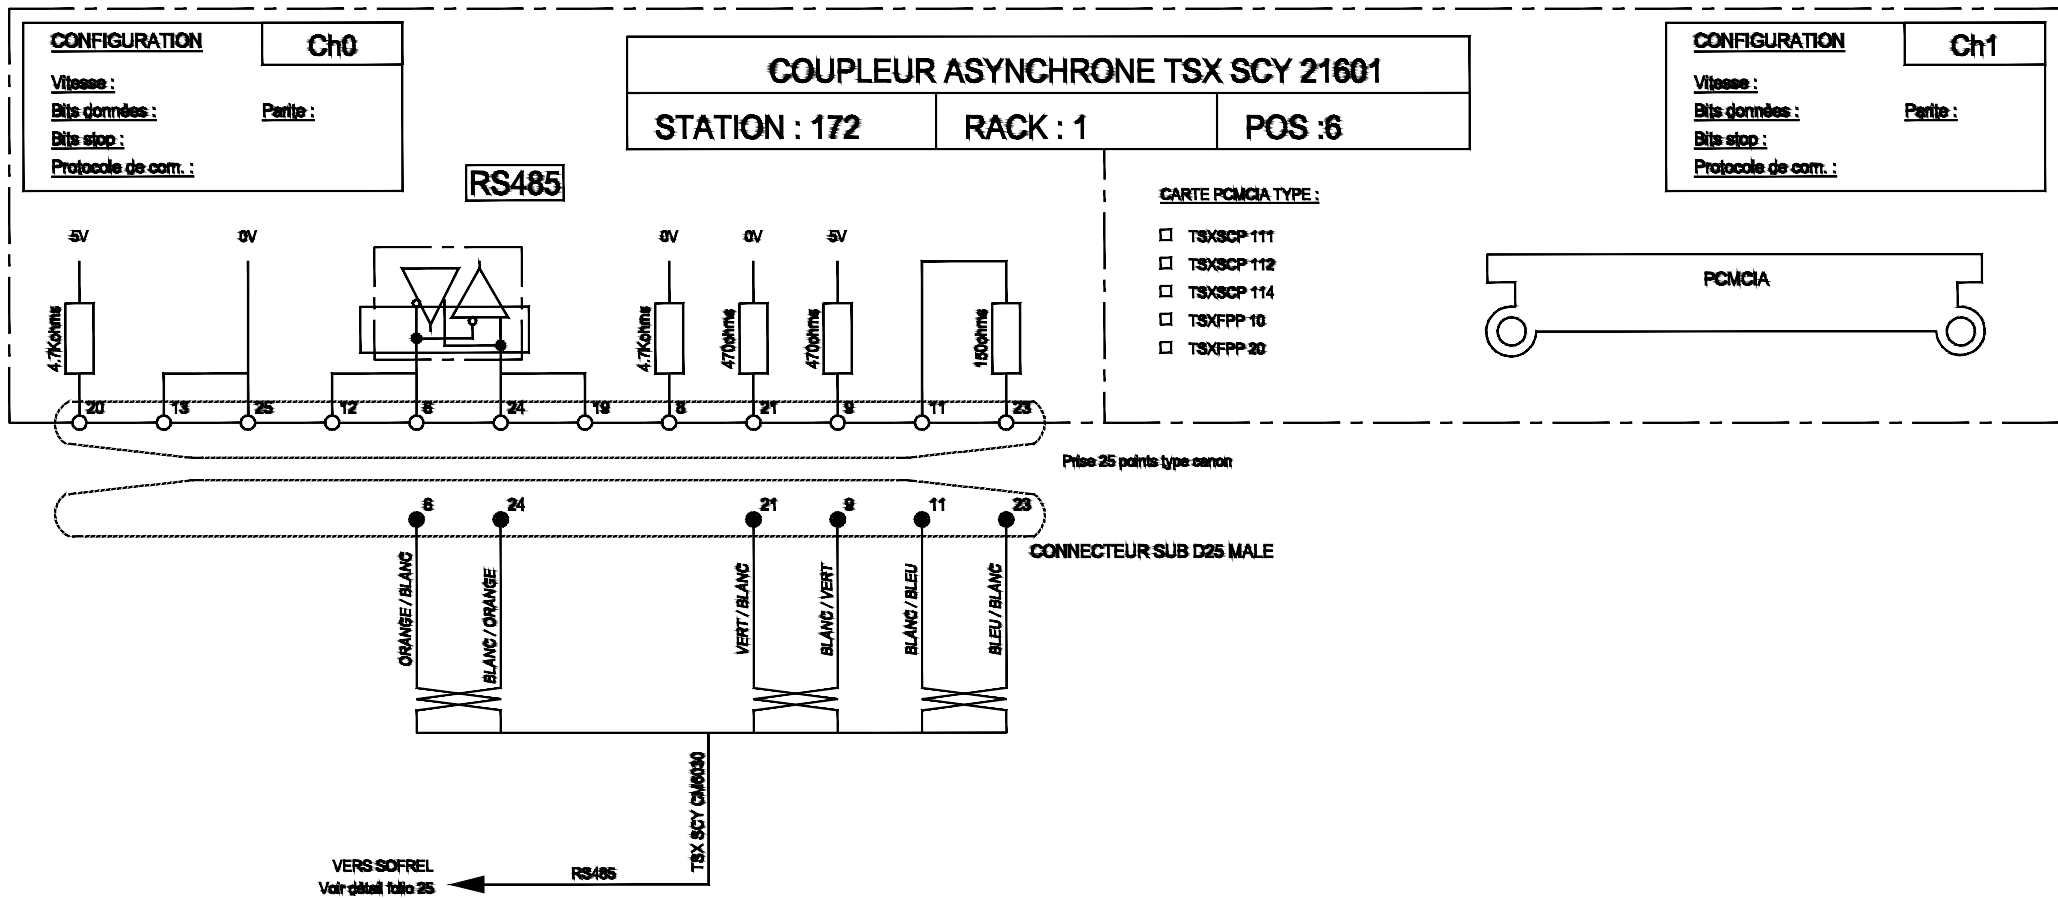 CONFIGURATION
Ch0
Vitesse :
Bits données :
Parite :
Bits stop :
Protocole de com. :
COUPLEUR ASYNCHRONE TSX SCY 21601
STATION : 172
RACK : 1
POS :6
CONFIGURATION
Ch1
Vitesse :
Bits données :
Parite :
Bits stop :
Protocole de com. :
RS485
CARTE PCMCIA TYPE :
TSXSCP 111
TSXSCP 112
TSXSCP 114
TSXFPP 10
TSXFPP 20
PCMCIA
5V
0V
0V
0V
5V
4.7Kohms
4.7Kohms
470ohms
470ohms
150ohms
20
13
25
12
6
24
19
8
21
9
11
23
Prise 25 points type canon
6
24
21
9
11
23
CONNECTEUR SUB D25 MALE
ORANGE / BLANC
BLANC / ORANGE
VERT / BLANC
BLANC / VERT
BLANC / BLEU
BLEU / BLANC
TSX SCY CM6030
VERS SOFREL
Voir détail folio 25
RS485